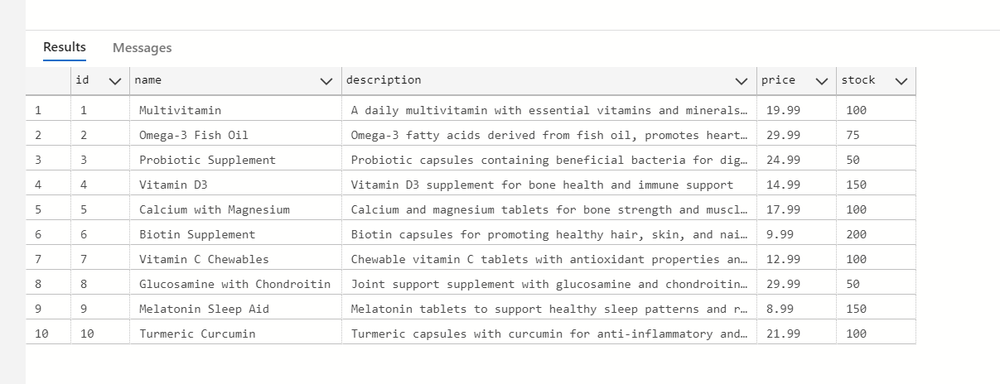 Results Messages
id name description price stock
1 1 Multivitamin A daily multivitamin with essential vitamins and minerals… 19.99 100
2 2 Omega-3 Fish Oil Omega-3 fatty acids derived from fish oil, promotes heart… 29.99 75
3 3 Probiotic Supplement Probiotic capsules containing beneficial bacteria for dig… 24.99 50
4 4 Vitamin D3 Vitamin D3 supplement for bone health and immune support 14.99 150
5 5 Calcium with Magnesium Calcium and magnesium tablets for bone strength and muscl… 17.99 100
6 6 Biotin Supplement Biotin capsules for promoting healthy hair, skin, and nai… 9.99 200
7 7 Vitamin C Chewables Chewable vitamin C tablets with antioxidant properties an… 12.99 100
8 8 Glucosamine with Chondroitin Joint support supplement with glucosamine and chondroitin… 29.99 50
9 9 Melatonin Sleep Aid Melatonin tablets to support healthy sleep patterns and r… 8.99 150
10 10 Turmeric Curcumin Turmeric capsules with curcumin for anti-inflammatory and… 21.99 100